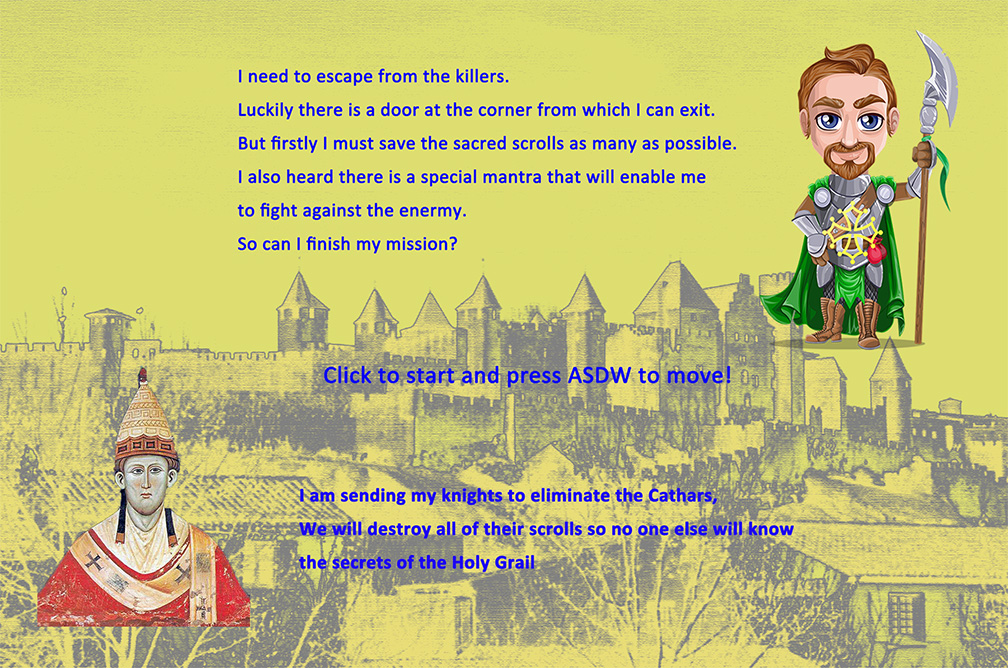 I need to escape from the killers.
Luckily there is a door at the corner from which I can exit.
But firstly I must save the sacred scrolls as many as possible.
I also heard there is a special mantra that will enable me
to fight against the enermy.
So can I finish my mission?
Click to start and press ASDW to move!
I am sending my knights to eliminate the Cathars,
We will destroy all of their scrolls so no one else will know
the secrets of the Holy Grail